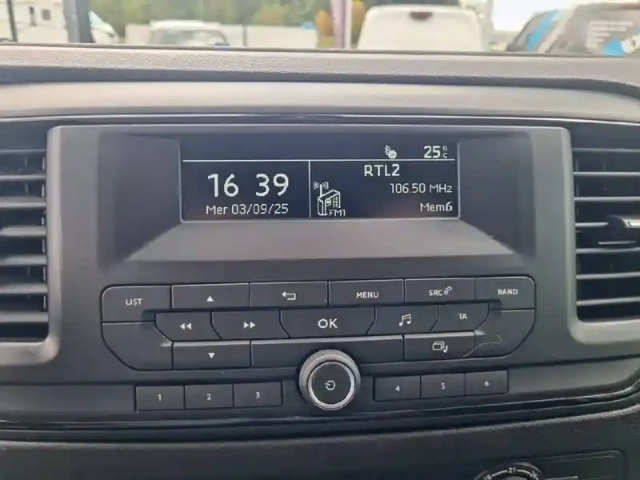 25°C
16 39
RTL2
106.50 MHz
Mer 03/09/25
FM1
Mem6
LIST
MENU
SRC
BAND
OK
TA
1
2
3
4
5
6
21